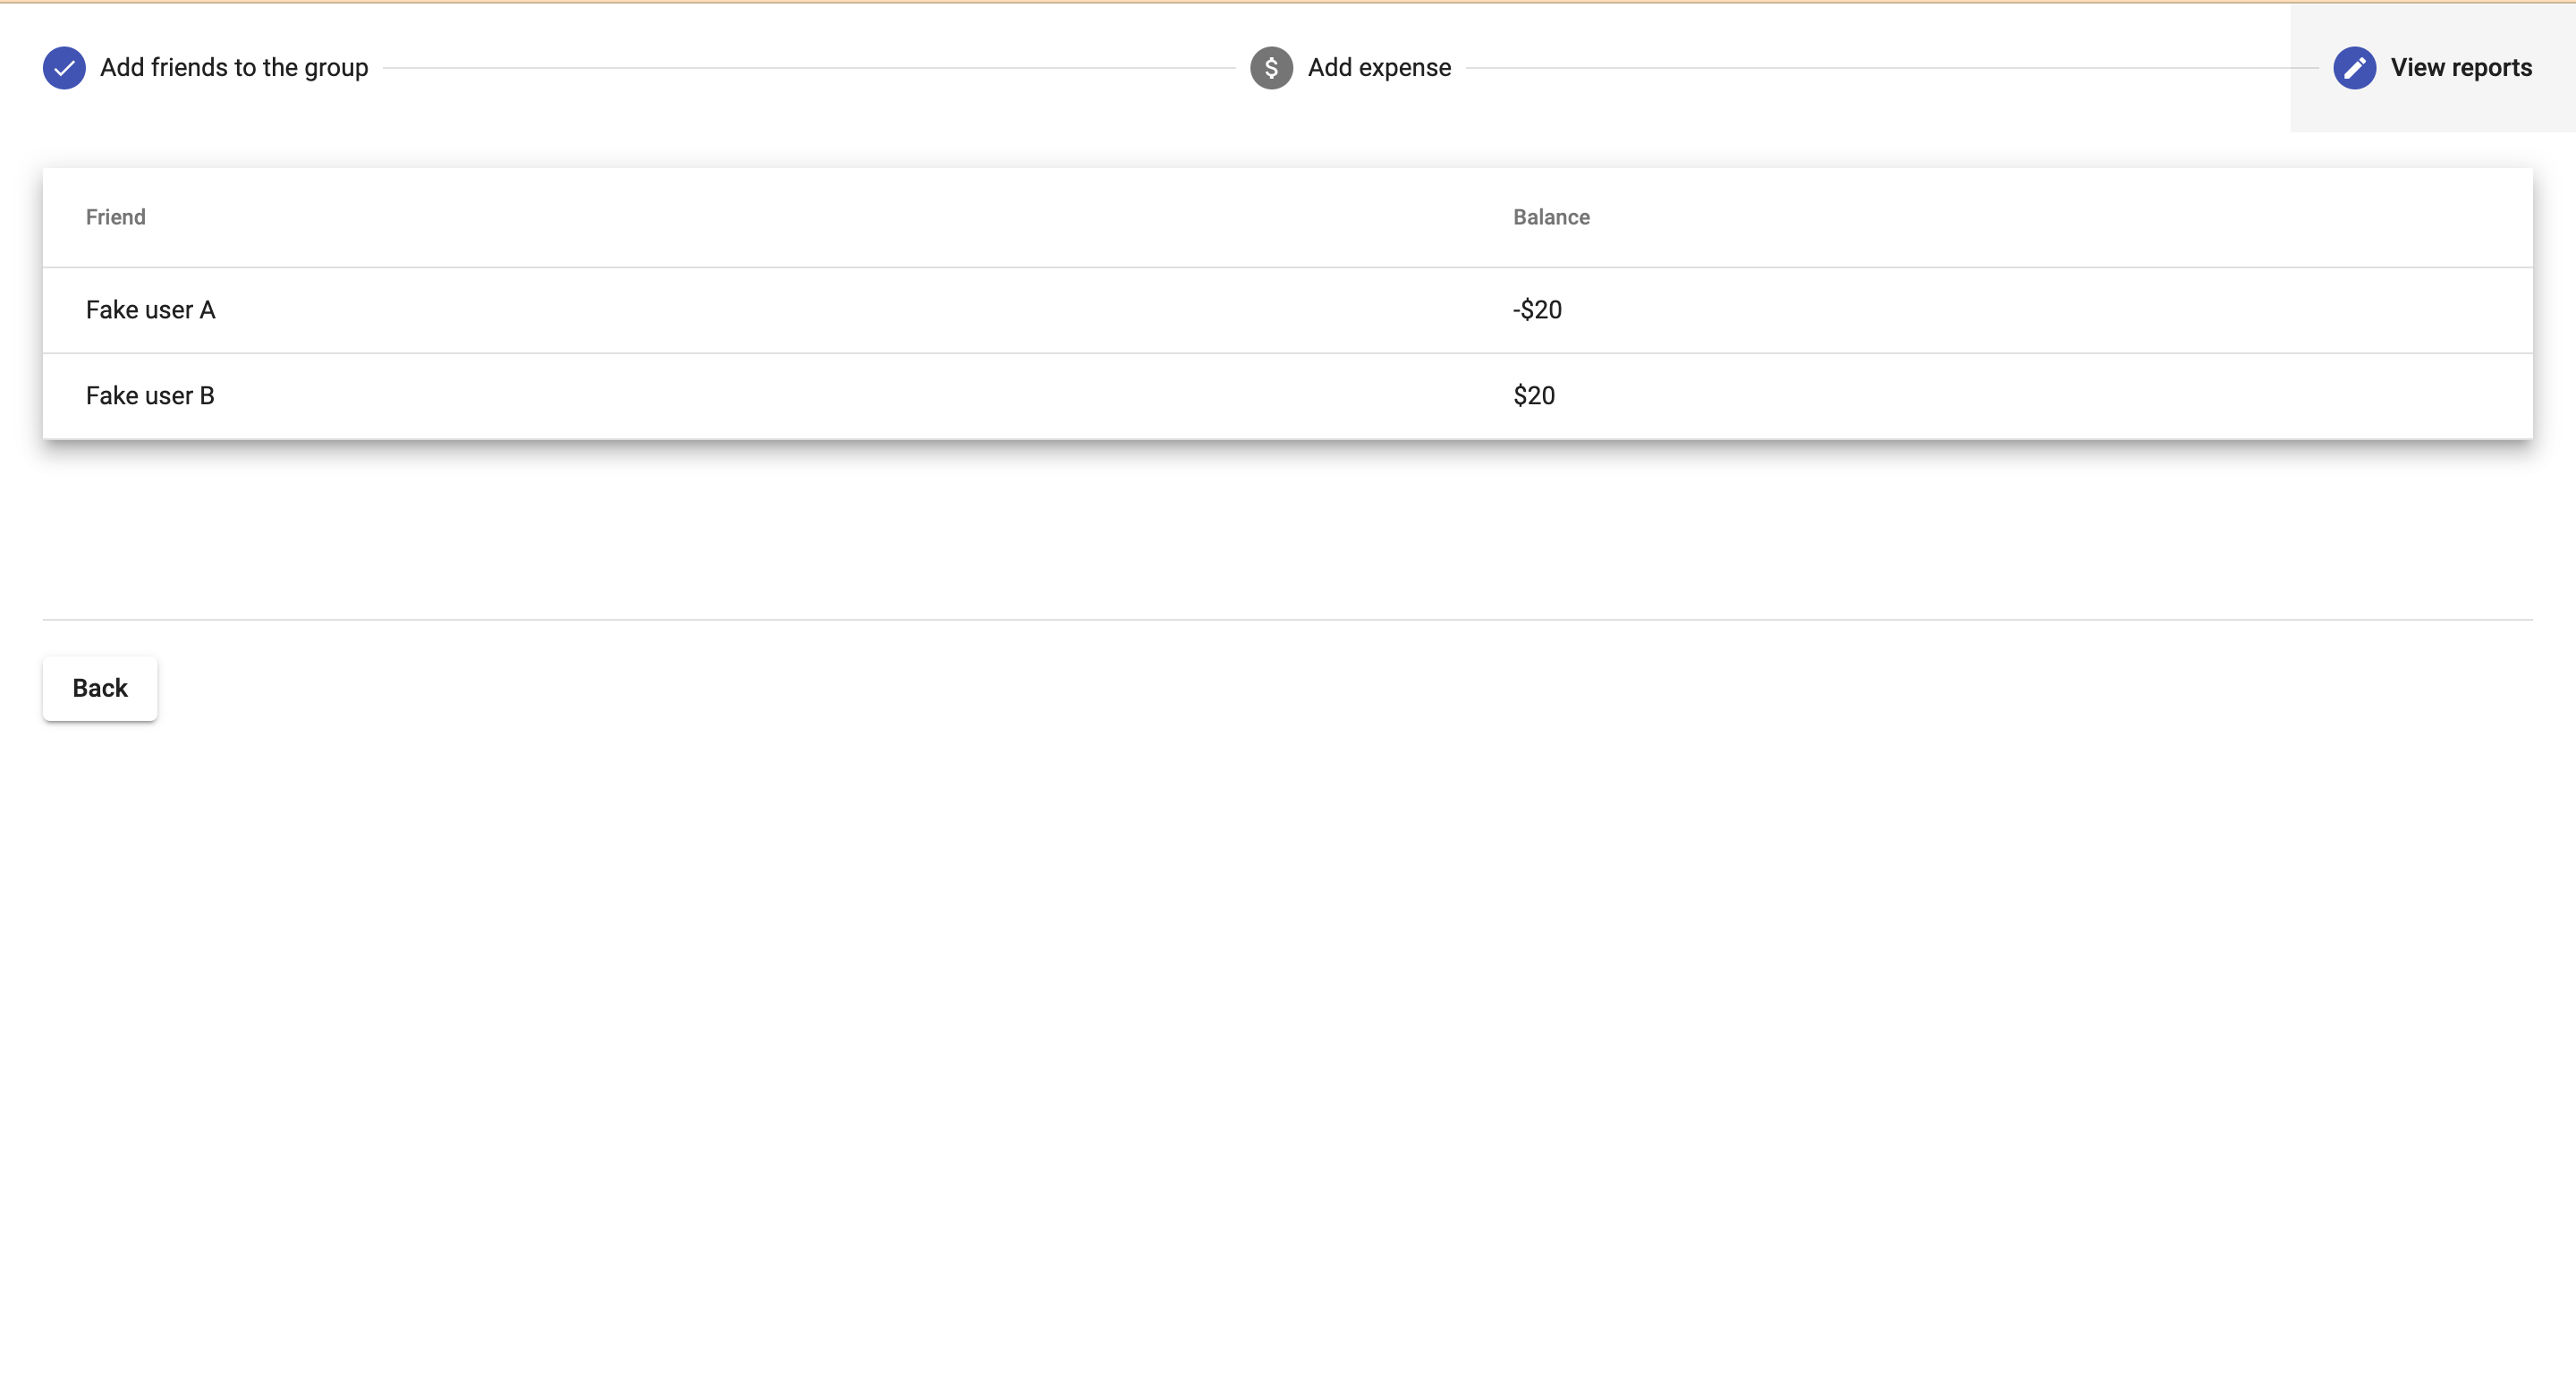 Add friends to the group
$ Add expense
View reports
Friend Balance
Fake user A -$20
Fake user B $20
Back